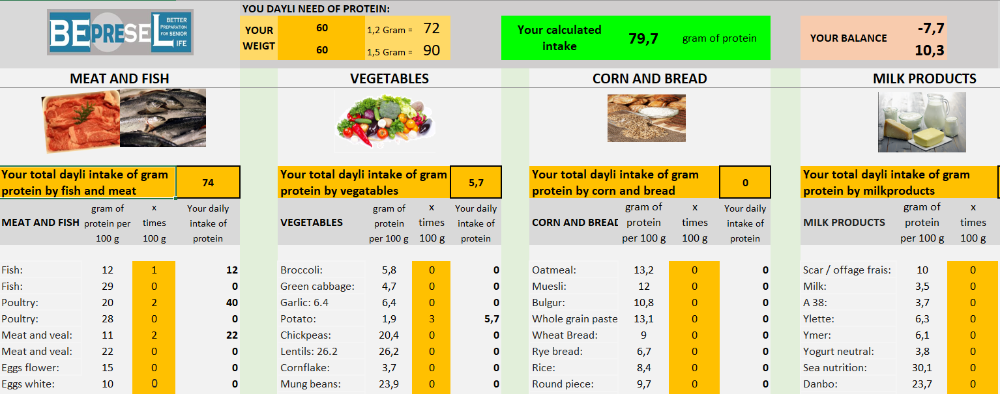 BEPRESEL
BETTER
PREPARATION
FOR SENIOR
IFE
YOU DAYLI NEED OF PROTEIN:
YOUR
WEIGT
60 1,2 Gram = 72
60 1,5 Gram = 90
Your calculated
intake
79,7 gram of protein
YOUR BALANCE
-7,7
10,3
MEAT AND FISH VEGETABLES CORN AND BREAD MILK PRODUCTS
Your total dayli intake of gram
protein by fish and meat
74
Your total dayli intake of gram
protein by vegatables
5,7
Your total dayli intake of gram
protein by corn and bread
0
Your total dayli intake of gram
protein by milkproducts
MEAT AND FISH
gram of
protein per
100 g
x
times
100 g
Your daily
intake of
protein
VEGETABLES
gram of
protein
per 100 g
x
times
100 g
Your daily
intake of
protein
CORN AND BREAD
gram of
protein
per 100 g
x
times
100 g
Your daily
intake of
protein
MILK PRODUCTS
gram of
protein
per 100 g
x
times
100 g
Fish: 12 1 12 Broccoli: 5,8 0 0 Oatmeal: 13,2 0 0 Scar / offage frais: 10 0
Fish: 29 0 0 Green cabbage: 4,7 0 0 Muesli: 12 0 0 Milk: 3,5 0
Poultry: 20 2 40 Garlic: 6.4 6,4 0 0 Bulgur: 10,8 0 0 A 38: 3,7 0
Poultry: 28 0 0 Potato: 1,9 3 5,7 Whole grain paste 13,1 0 0 Ylette: 6,3 0
Meat and veal: 11 2 22 Chickpeas: 20,4 0 0 Wheat Bread: 9 0 0 Ymer: 6,1 0
Meat and veal: 22 0 0 Lentils: 26.2 26,2 0 0 Rye bread: 6,7 0 0 Yogurt neutral: 3,8 0
Eggs flower: 15 0 0 Cornflake: 3,7 0 0 Rice: 8,4 0 0 Sea nutrition: 30,1 0
Eggs white: 10 0 0 Mung beans: 23,9 0 0 Round piece: 9,7 0 0 Danbo: 23,7 0